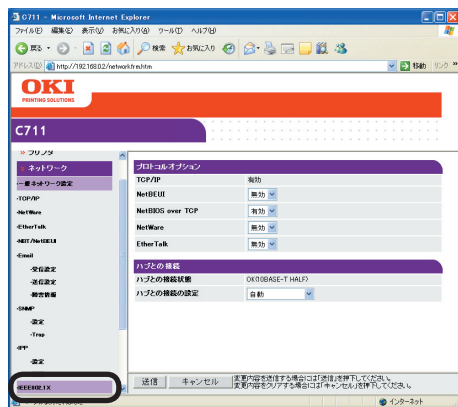 C711 - Microsoft Internet Explorer
ファイル(F) 編集(E) 表示(V) お気に入り(A) ツール(T) ヘルプ(H)
戻る 検索 お気に入り
アドレス(D) http://192.168.0.2/networkfrm.htm 移動 リンク »
OKI
PRINTING SOLUTIONS
C711
プリンタ
ネットワーク
一般ネットワーク設定
TCP/IP
NetWare
EtherTalk
NBT/NetBEUI
Email
受信設定
送信設定
障害情報
SNMP
設定
Trap
IPP
設定
IEEE802.1X
プロトコルオプション
TCP/IP 有効
NetBEUI 無効
NetBIOS over TCP 有効
NetWare 無効
EtherTalk 無効
ハブとの接続
ハブとの接続状態 OK(10BASE-T HALF)
ハブとの接続の設定 自動
送信 キャンセル
変更内容を送信する場合には「送信」を押下してください。
変更内容をクリアする場合には「キャンセル」を押下してください。
インターネット